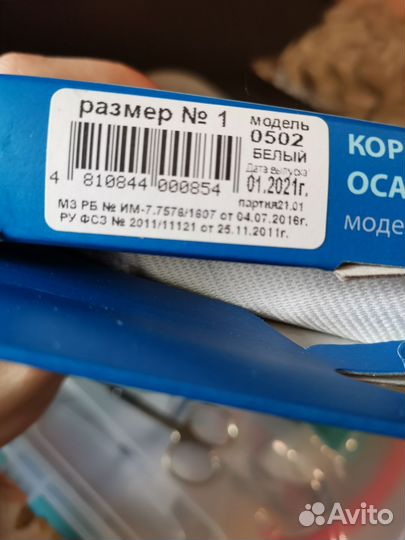 размер № 1
модель
0502
БЕЛЫЙ
Дата выпуска:
01.2021г.
партия21.01
4 810844 000854
МЗ РБ № ИМ-7.7576/1607 от 04.07.2016г.
РУ ФСЗ № 2011/11121 от 25.11.2011г.
КОР
ОСА
моде
Avito